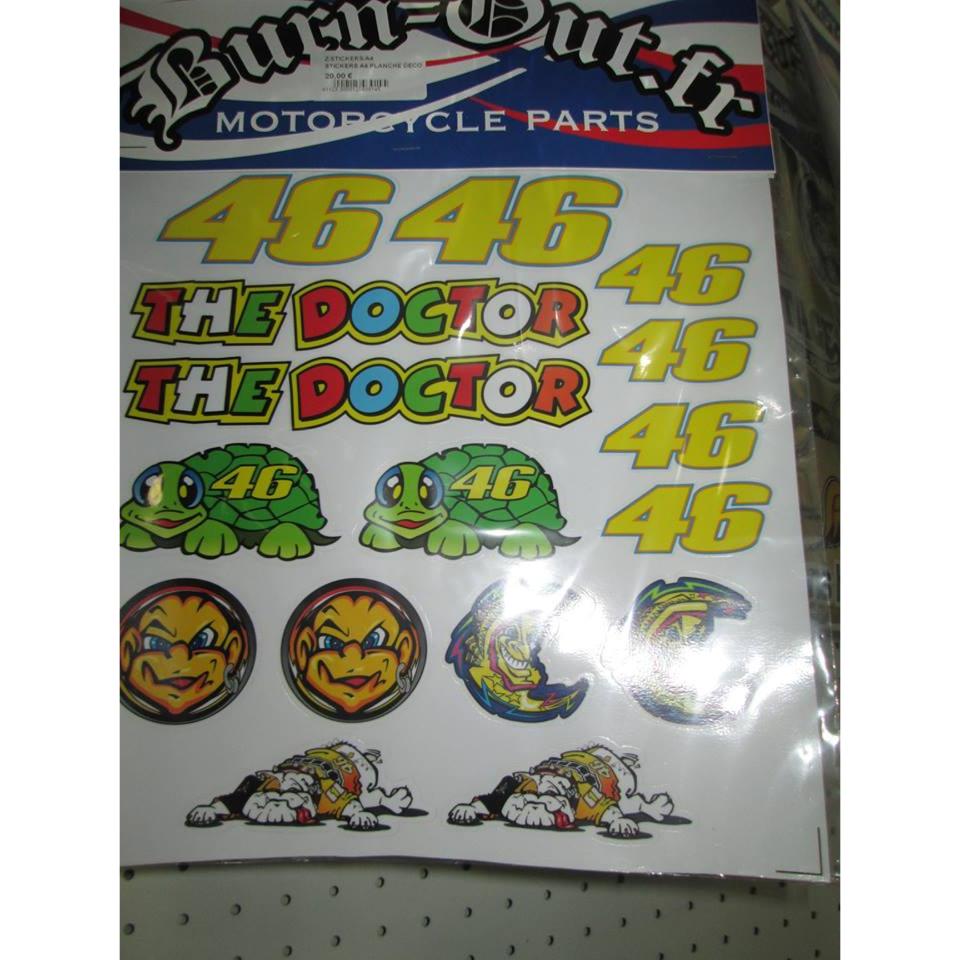 Burn=Out.fr
Z.STICKERS/A4
STICKERS A4 PLANCHE DECO
20,00 €
MOTORCYCLE PARTS
46 46
46
THE DOCTOR
46
THE DOCTOR
46
46 46
46